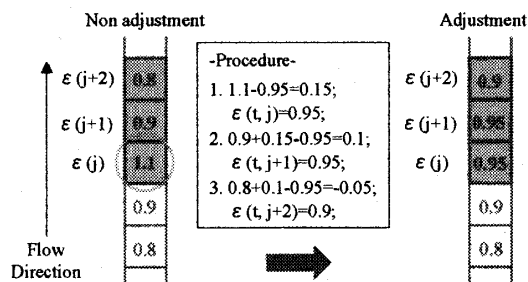 Non adjustment
ε (j+2)
0.8
ε (j+1)
0.9
ε (j)
1.1
0.9
0.8
Flow
Direction
-Procedure-
1. 1.1-0.95=0.15;
ε (t, j)=0.95;
2. 0.9+0.15-0.95=0.1;
ε (t, j+1)=0.95;
3. 0.8+0.1-0.95=-0.05;
ε (t, j+2)=0.9;
Adjustment
ε (j+2)
0.9
ε (j+1)
0.95
ε (j)
0.95
0.9
0.8